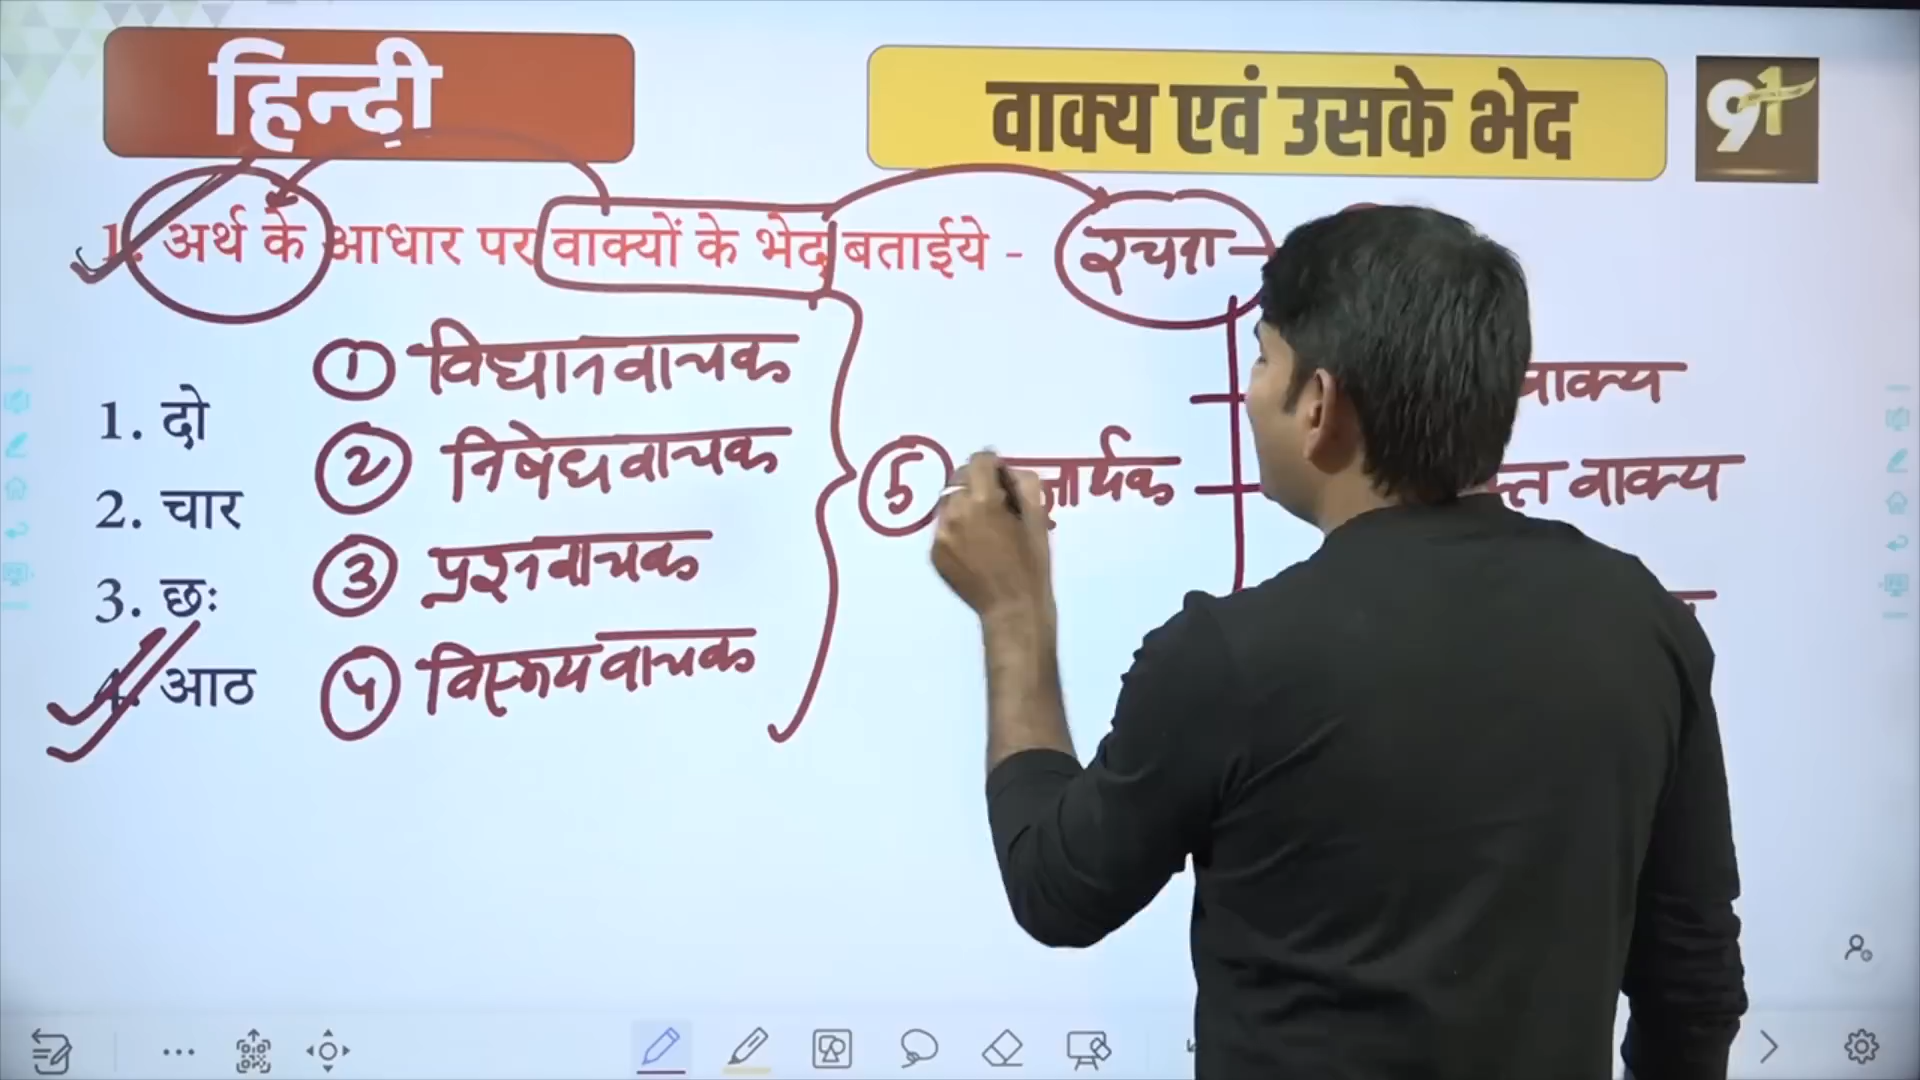 हिन्दी
वाक्य एवं उसके भेद
91
1. अर्थ के आधार पर वाक्यों के भेद बताईये - रचना
1. दो
2. चार
3. छः
4. आठ
① विधानवाचक
② निषेधवाचक
③ प्रश्नवाचक
④ विस्मयवाचक
⑤
वाक्य
वाक्य